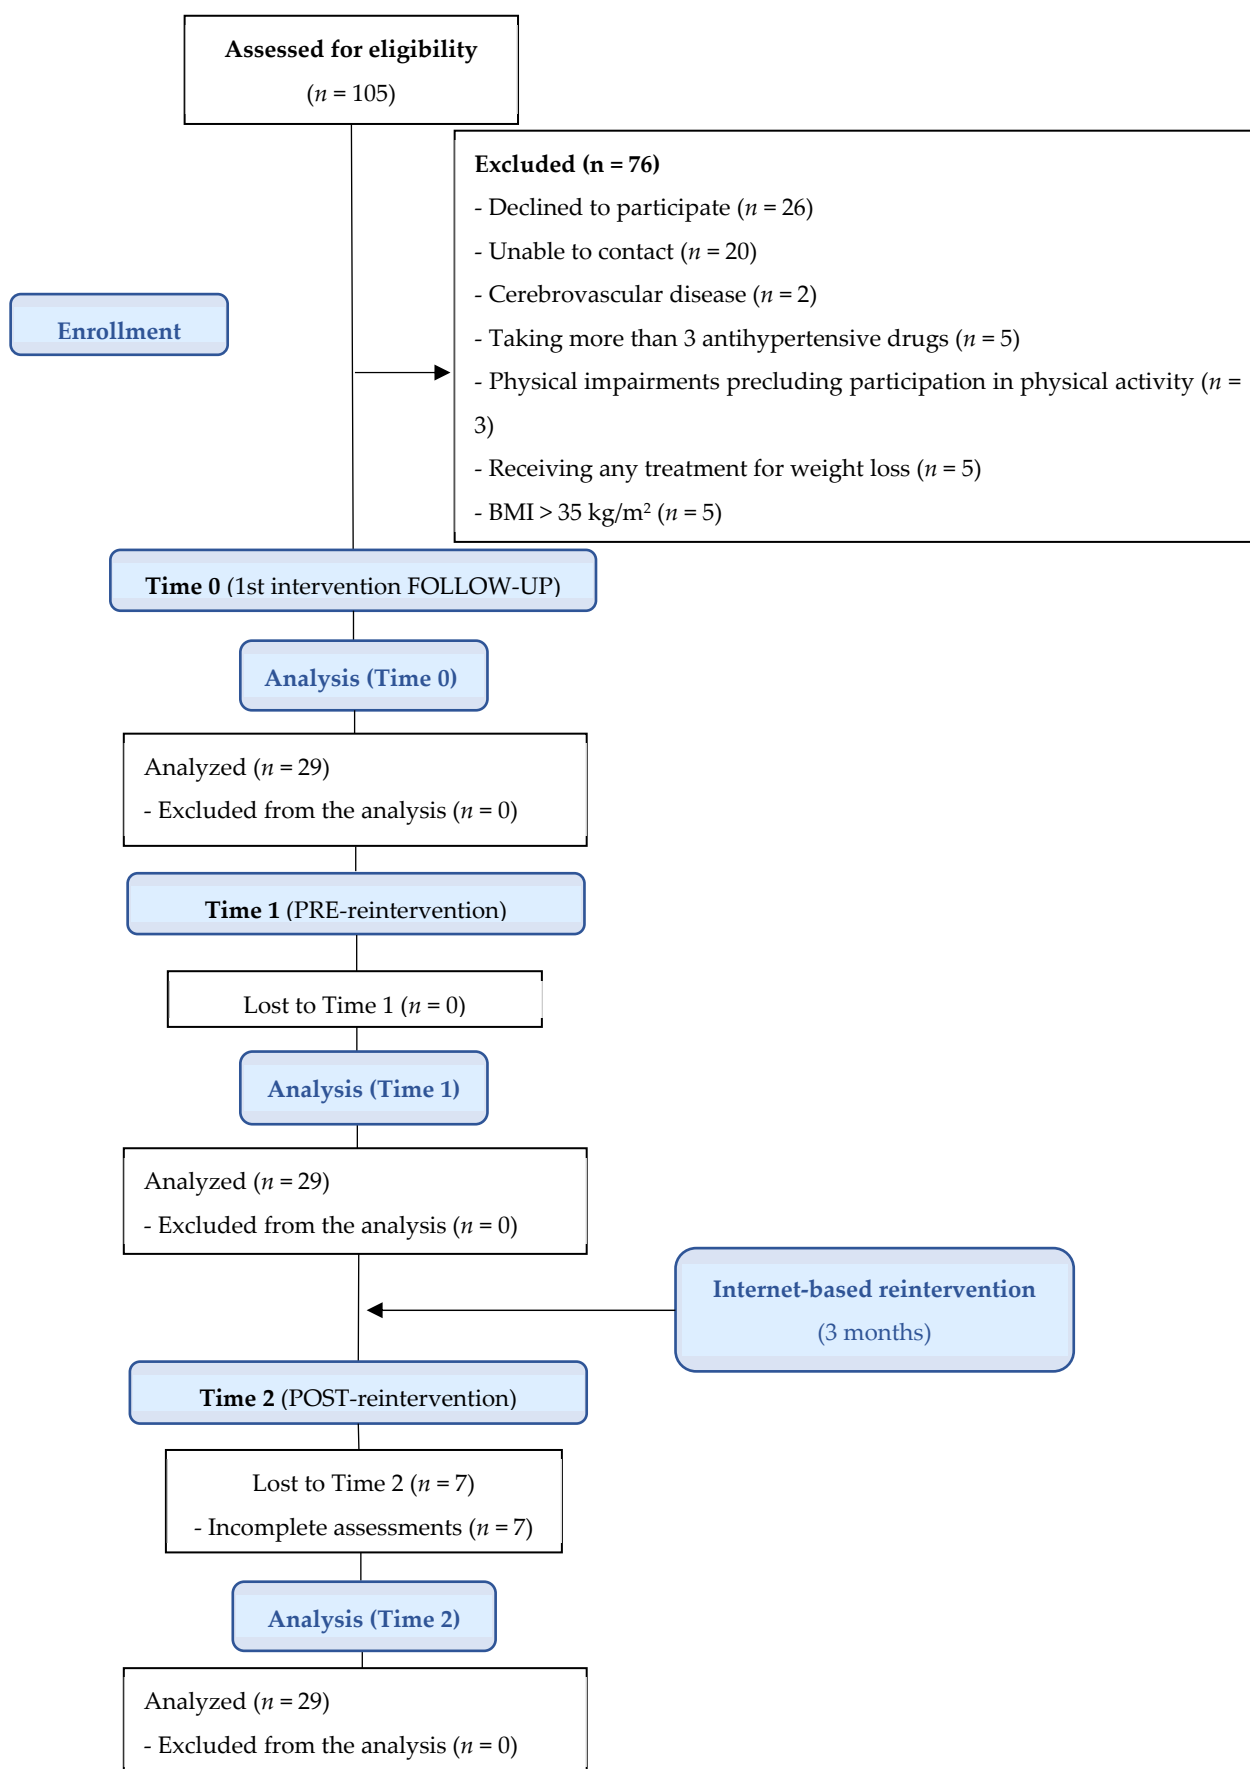 Assessed for eligibility
(n = 105)
Excluded (n = 76)
- Declined to participate (n = 26)
- Unable to contact (n = 20)
- Cerebrovascular disease (n = 2)
- Taking more than 3 antihypertensive drugs (n = 5)
- Physical impairments precluding participation in physical activity (n =
3)
- Receiving any treatment for weight loss (n = 5)
- BMI > 35 kg/m² (n = 5)
Enrollment
Time 0 (1st intervention FOLLOW-UP)
Analysis (Time 0)
Analyzed (n = 29)
- Excluded from the analysis (n = 0)
Time 1 (PRE-reintervention)
Lost to Time 1 (n = 0)
Analysis (Time 1)
Analyzed (n = 29)
- Excluded from the analysis (n = 0)
Internet-based reintervention
(3 months)
Time 2 (POST-reintervention)
Lost to Time 2 (n = 7)
- Incomplete assessments (n = 7)
Analysis (Time 2)
Analyzed (n = 29)
- Excluded from the analysis (n = 0)